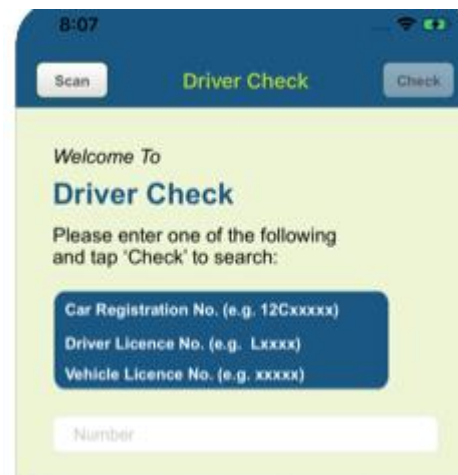 8:07
Scan Driver Check Check
Welcome To
Driver Check
Please enter one of the following
and tap ‘Check’ to search:
Car Registration No. (e.g. 12Cxxxxx)
Driver Licence No. (e.g. Lxxxx)
Vehicle Licence No. (e.g. xxxxx)
Number